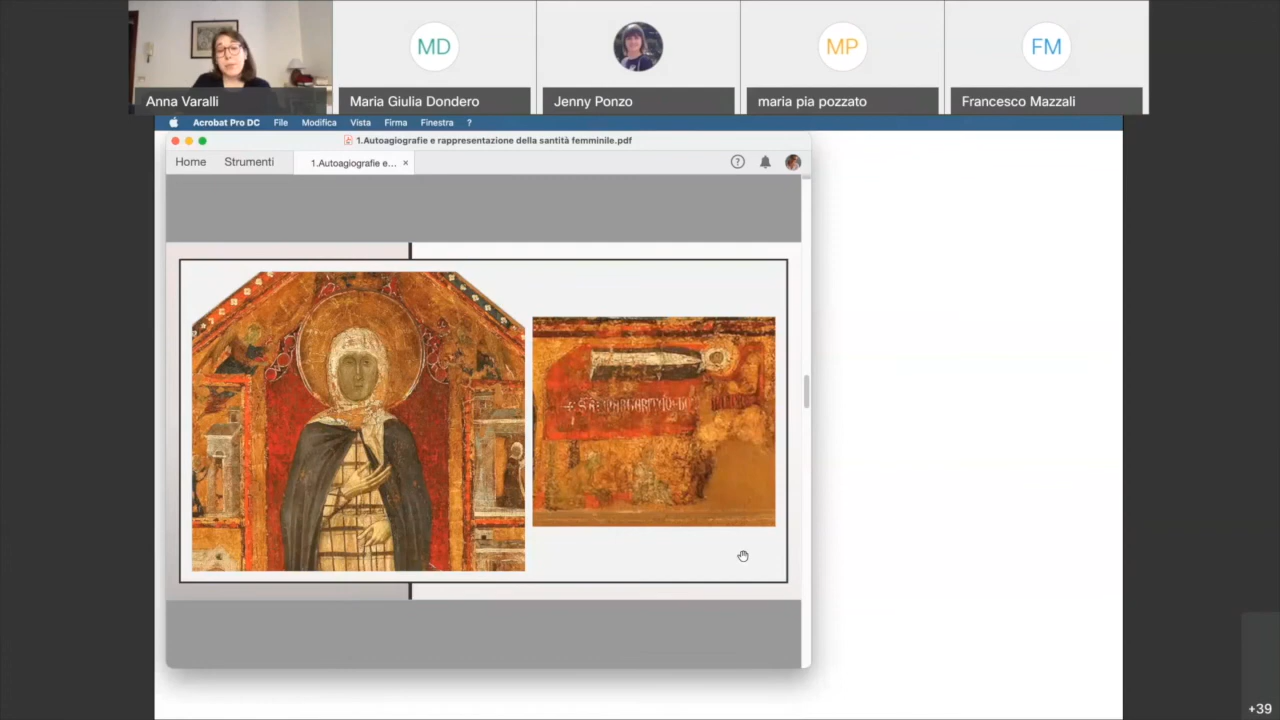 MD
MP
FM
Anna Varalli
Maria Giulia Dondero
Jenny Ponzo
maria pia pozzato
Francesco Mazzali
Acrobat Pro DC File Modifica Vista Firma Finestra ?
1.Autoagiografie e rappresentazione della santità femminile.pdf
Home Strumenti 1.Autoagiografie e... ×
?
+39